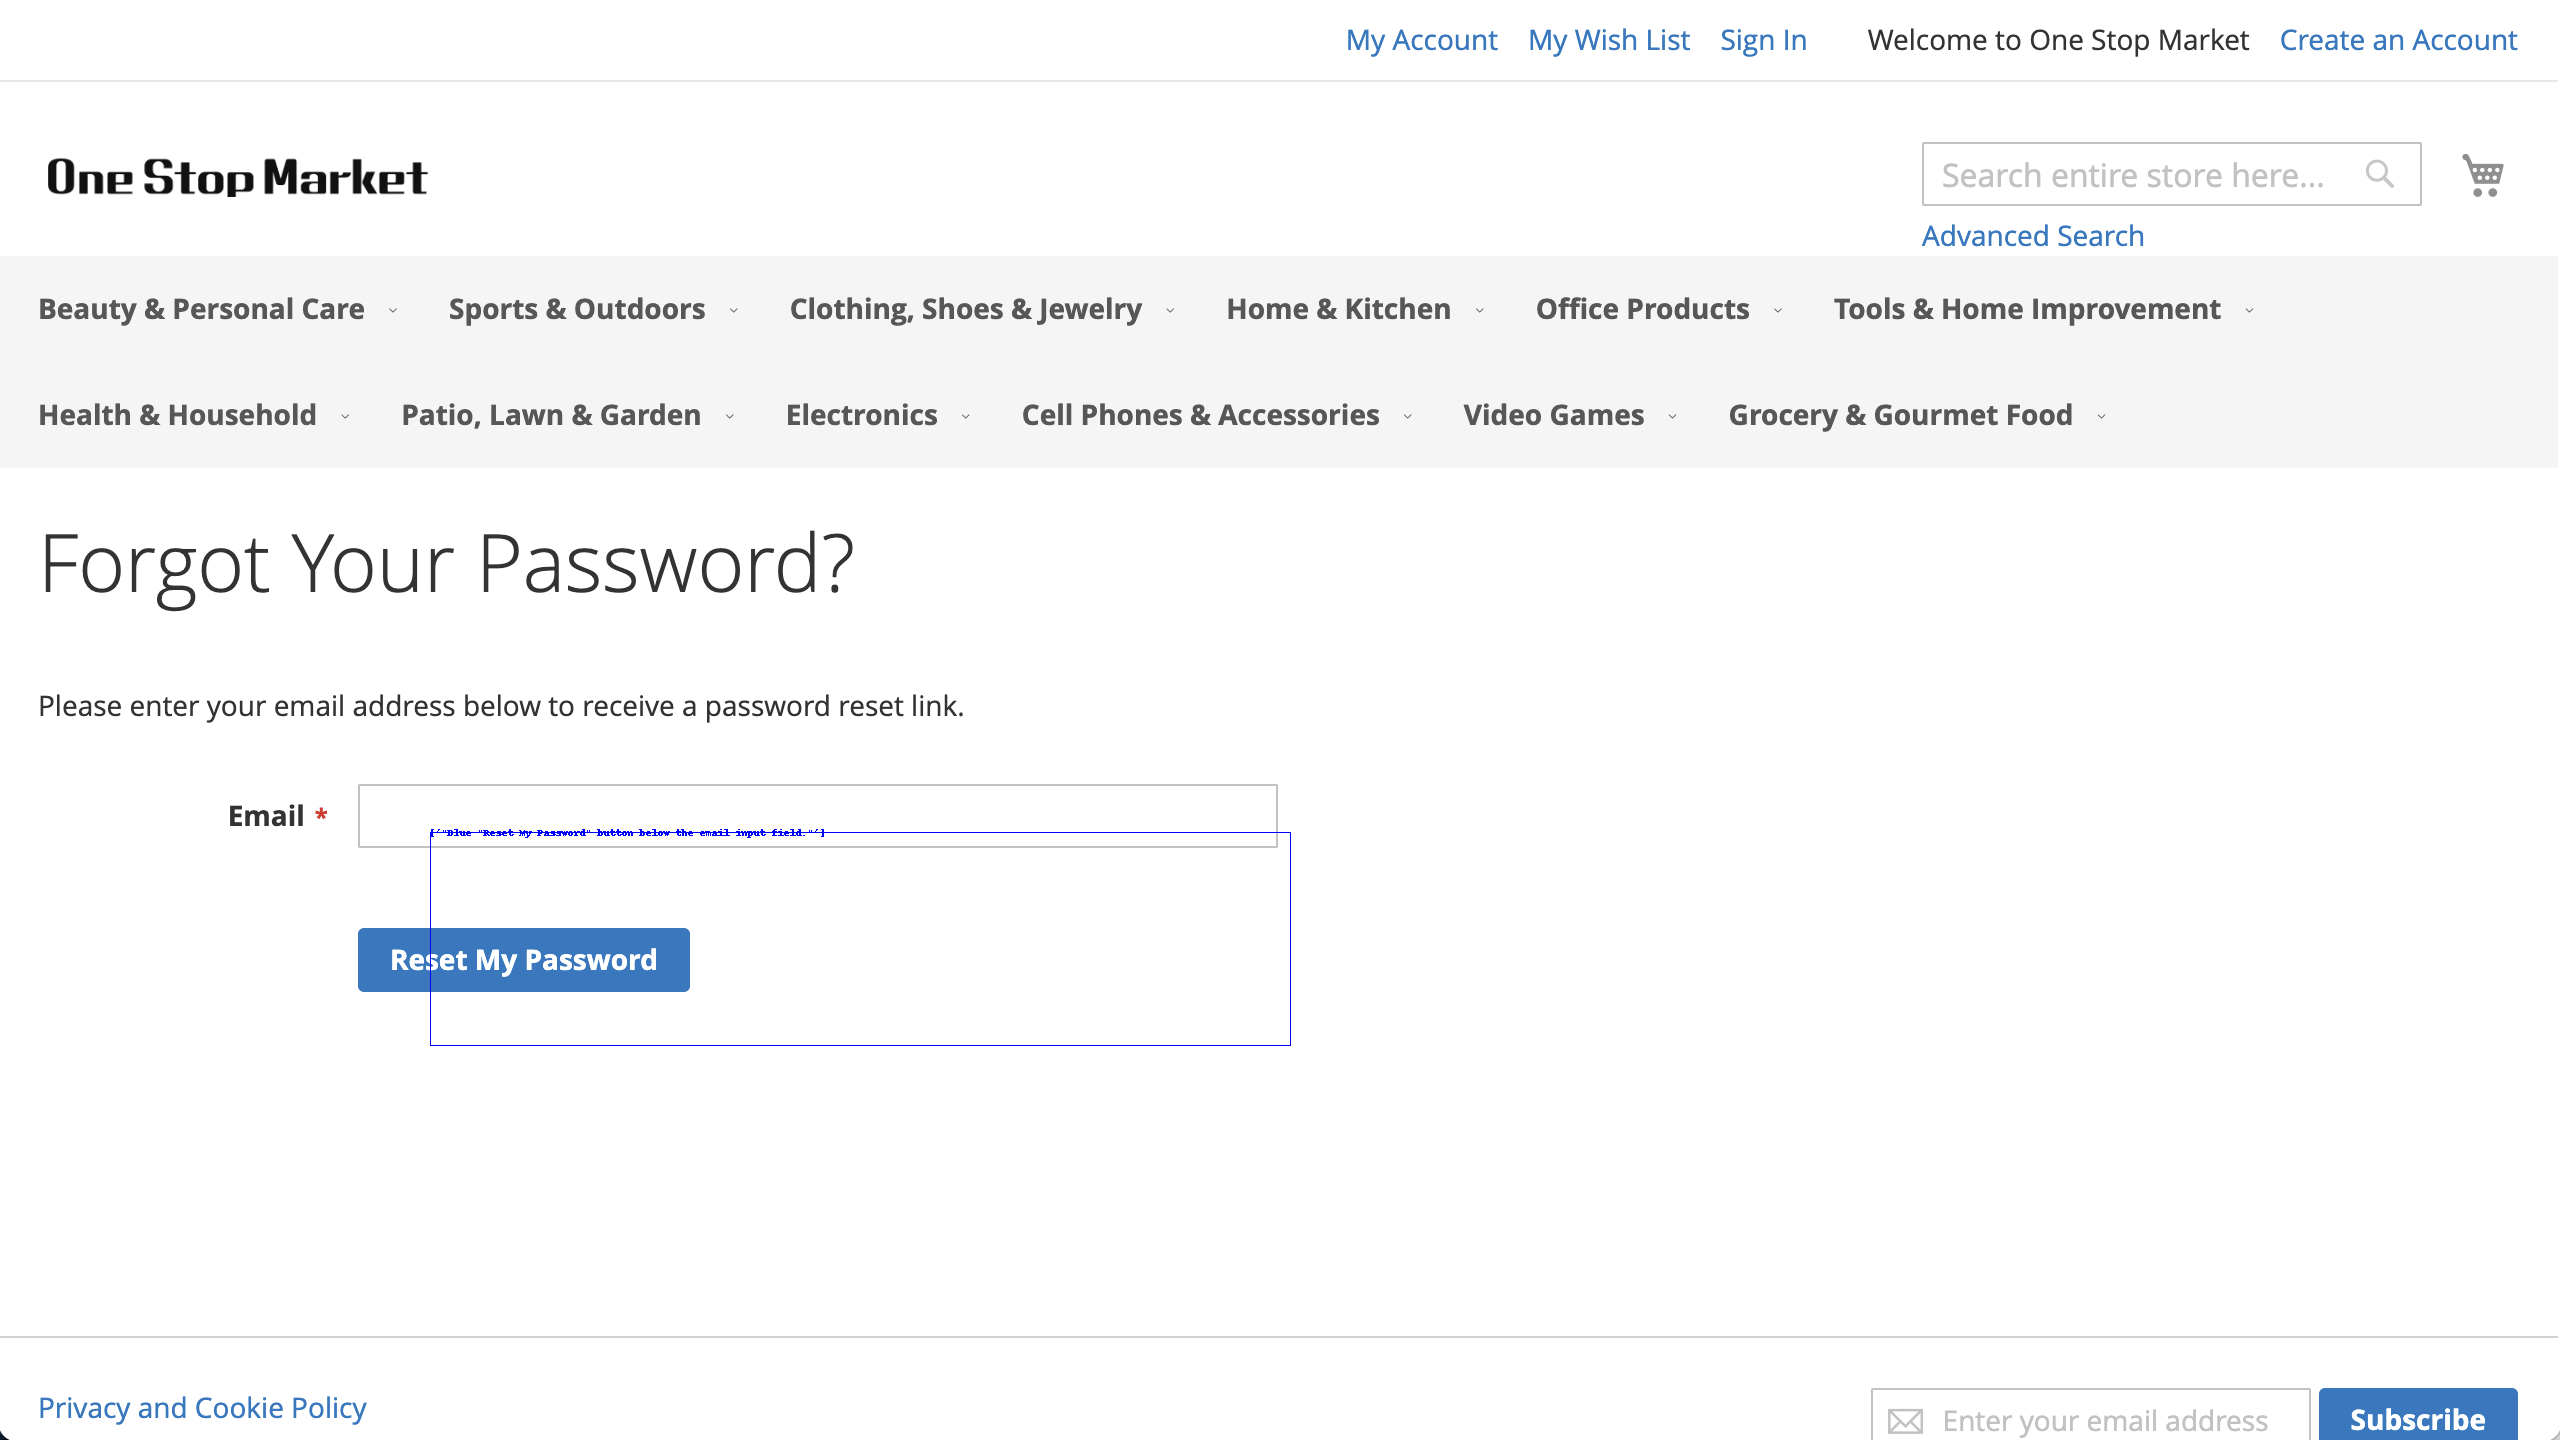 My Account My Wish List Sign In Welcome to One Stop Market Create an Account
One Stop Market
Search entire store here...
Advanced Search
Beauty & Personal Care Sports & Outdoors Clothing, Shoes & Jewelry Home & Kitchen Office Products Tools & Home Improvement
Health & Household Patio, Lawn & Garden Electronics Cell Phones & Accessories Video Games Grocery & Gourmet Food
Forgot Your Password?
Please enter your email address below to receive a password reset link.
Email *
['"Blue "Reset My Password" button below the email input field."']
Reset My Password
Privacy and Cookie Policy
Enter your email address Subscribe